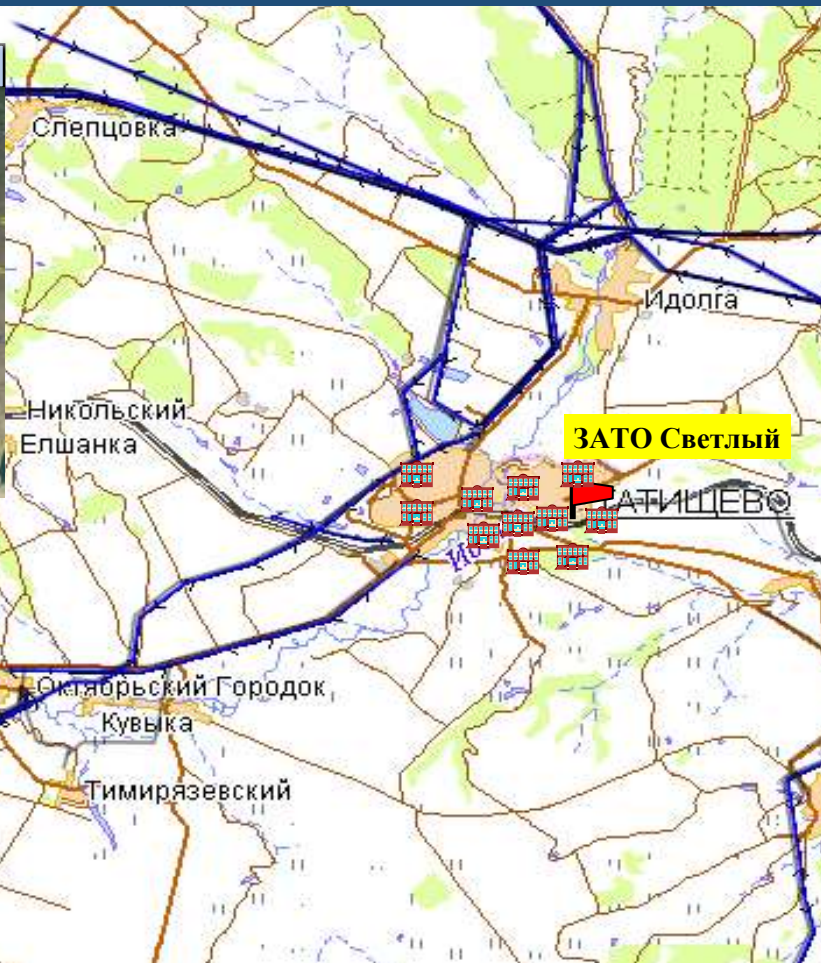 Слепцовка
Идолга
Никольский
Елшанка
ЗАТО Светлый
АТИЩЕВО
Октябрьский Городок
Кувыка
Тимирязевский